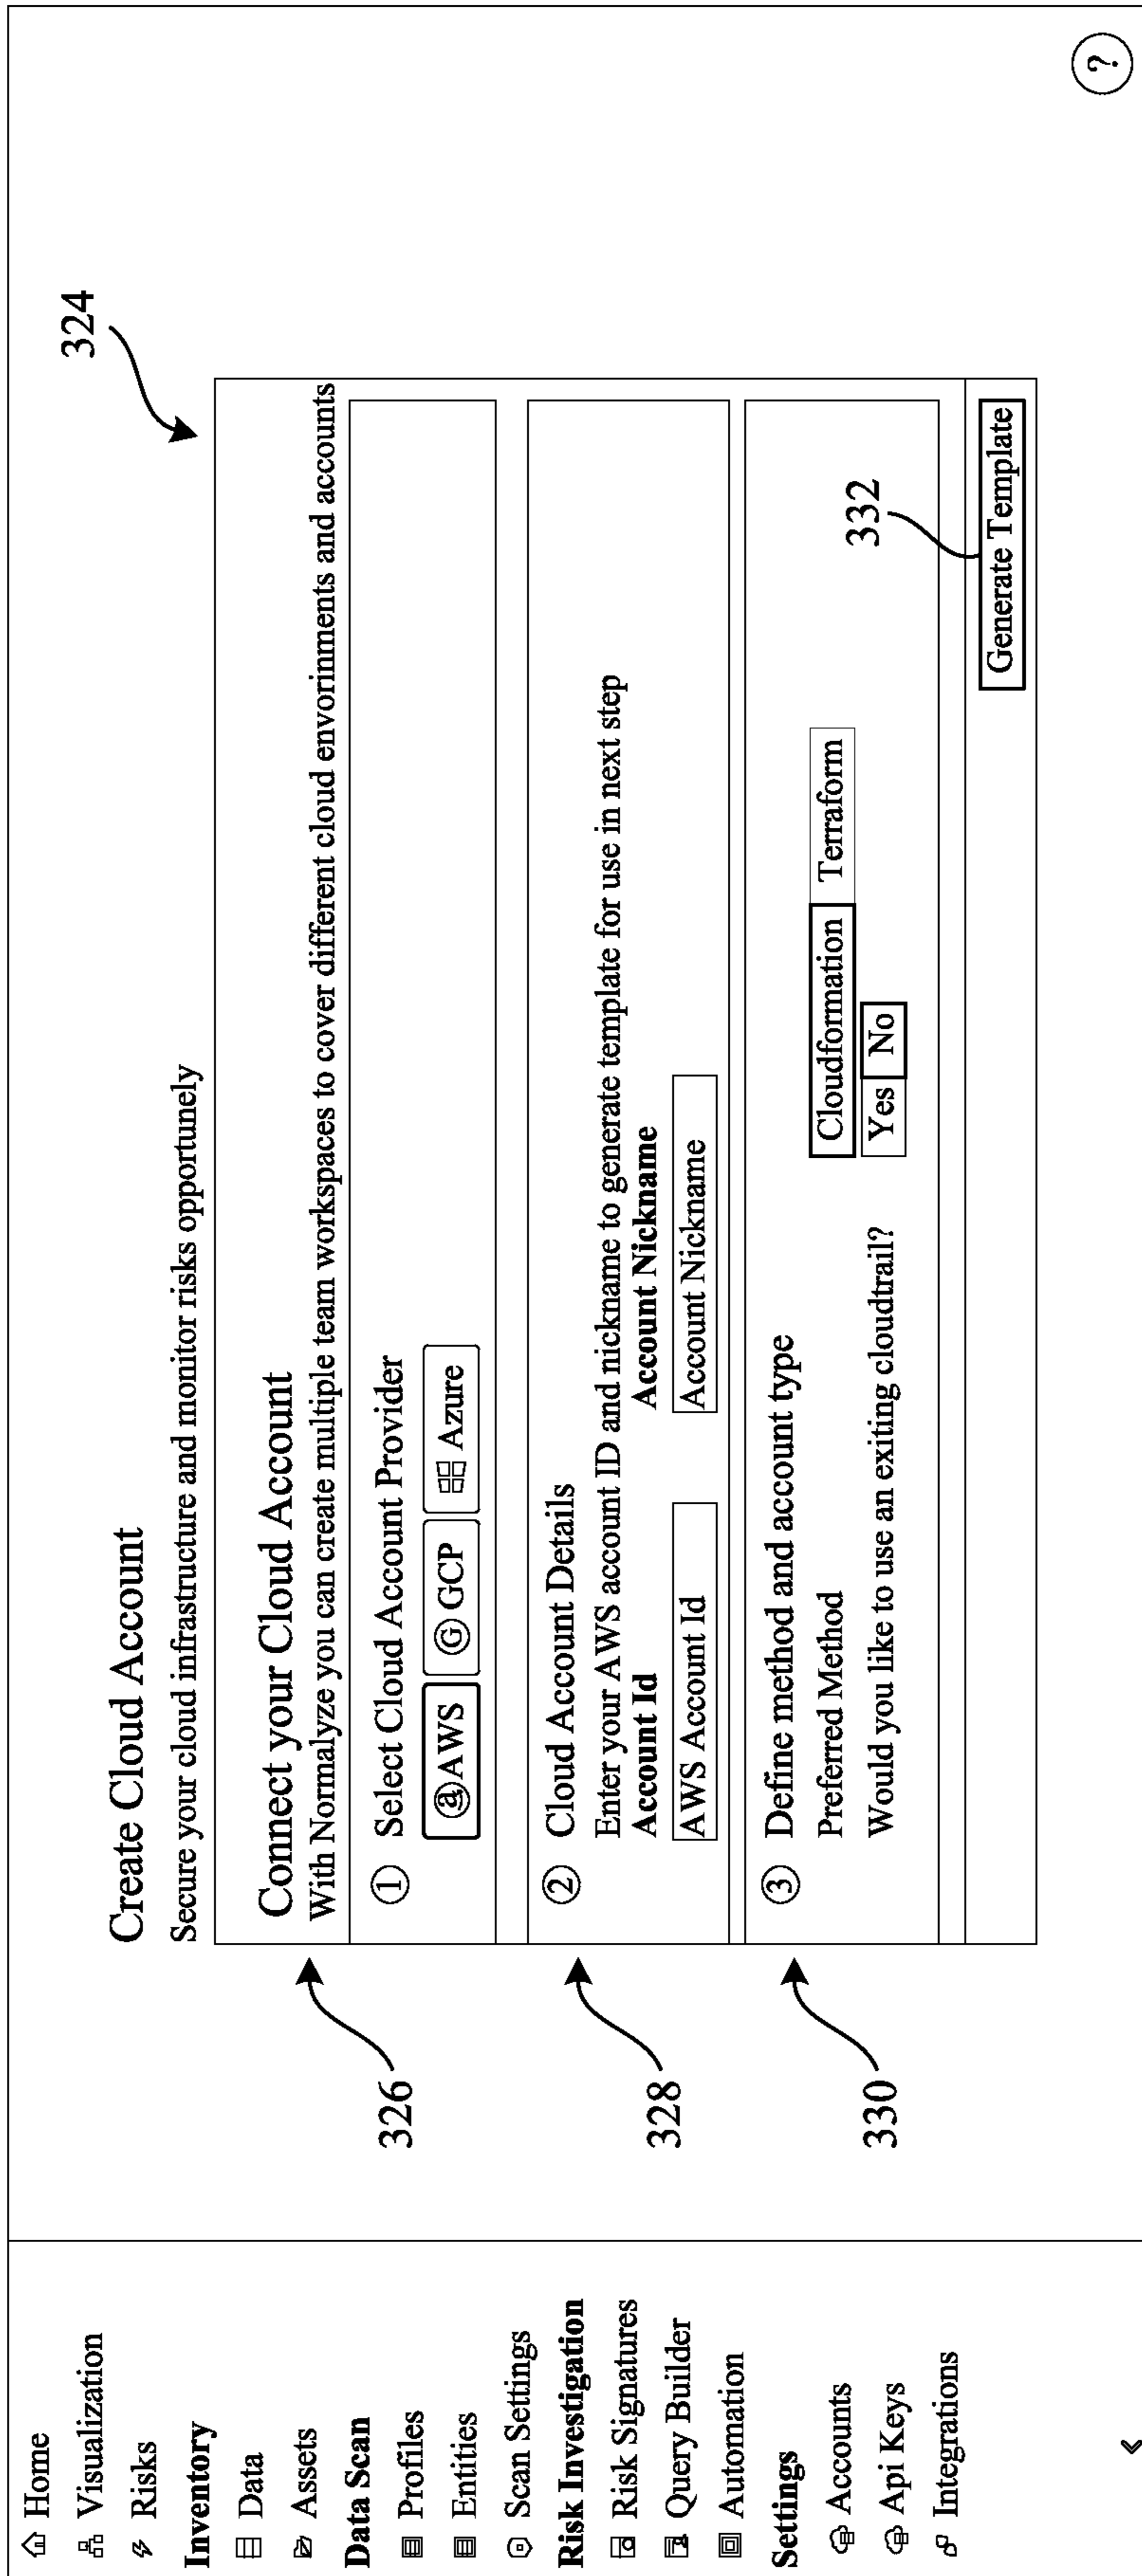 Home
Visualization
Risks
Inventory
Data
Assets
Data Scan
Profiles
Entities
Scan Settings
Risk Investigation
Risk Signatures
Query Builder
Automation
Settings
Accounts
Api Keys
Integrations
«
Create Cloud Account
Secure your cloud infrastructure and monitor risks opportunely
324
Connect your Cloud Account
With Normalyze you can create multiple team workspaces to cover different cloud envorinments and accounts
326
1 Select Cloud Account Provider
@ AWS G GCP Azure
328
2 Cloud Account Details
Enter your AWS account ID and nickname to generate template for use in next step
Account Id Account Nickname
AWS Account Id Account Nickname
330
3 Define method and account type
Preferred Method Cloudformation Terraform
Would you like to use an exiting cloudtrail? Yes No
332
Generate Template
?